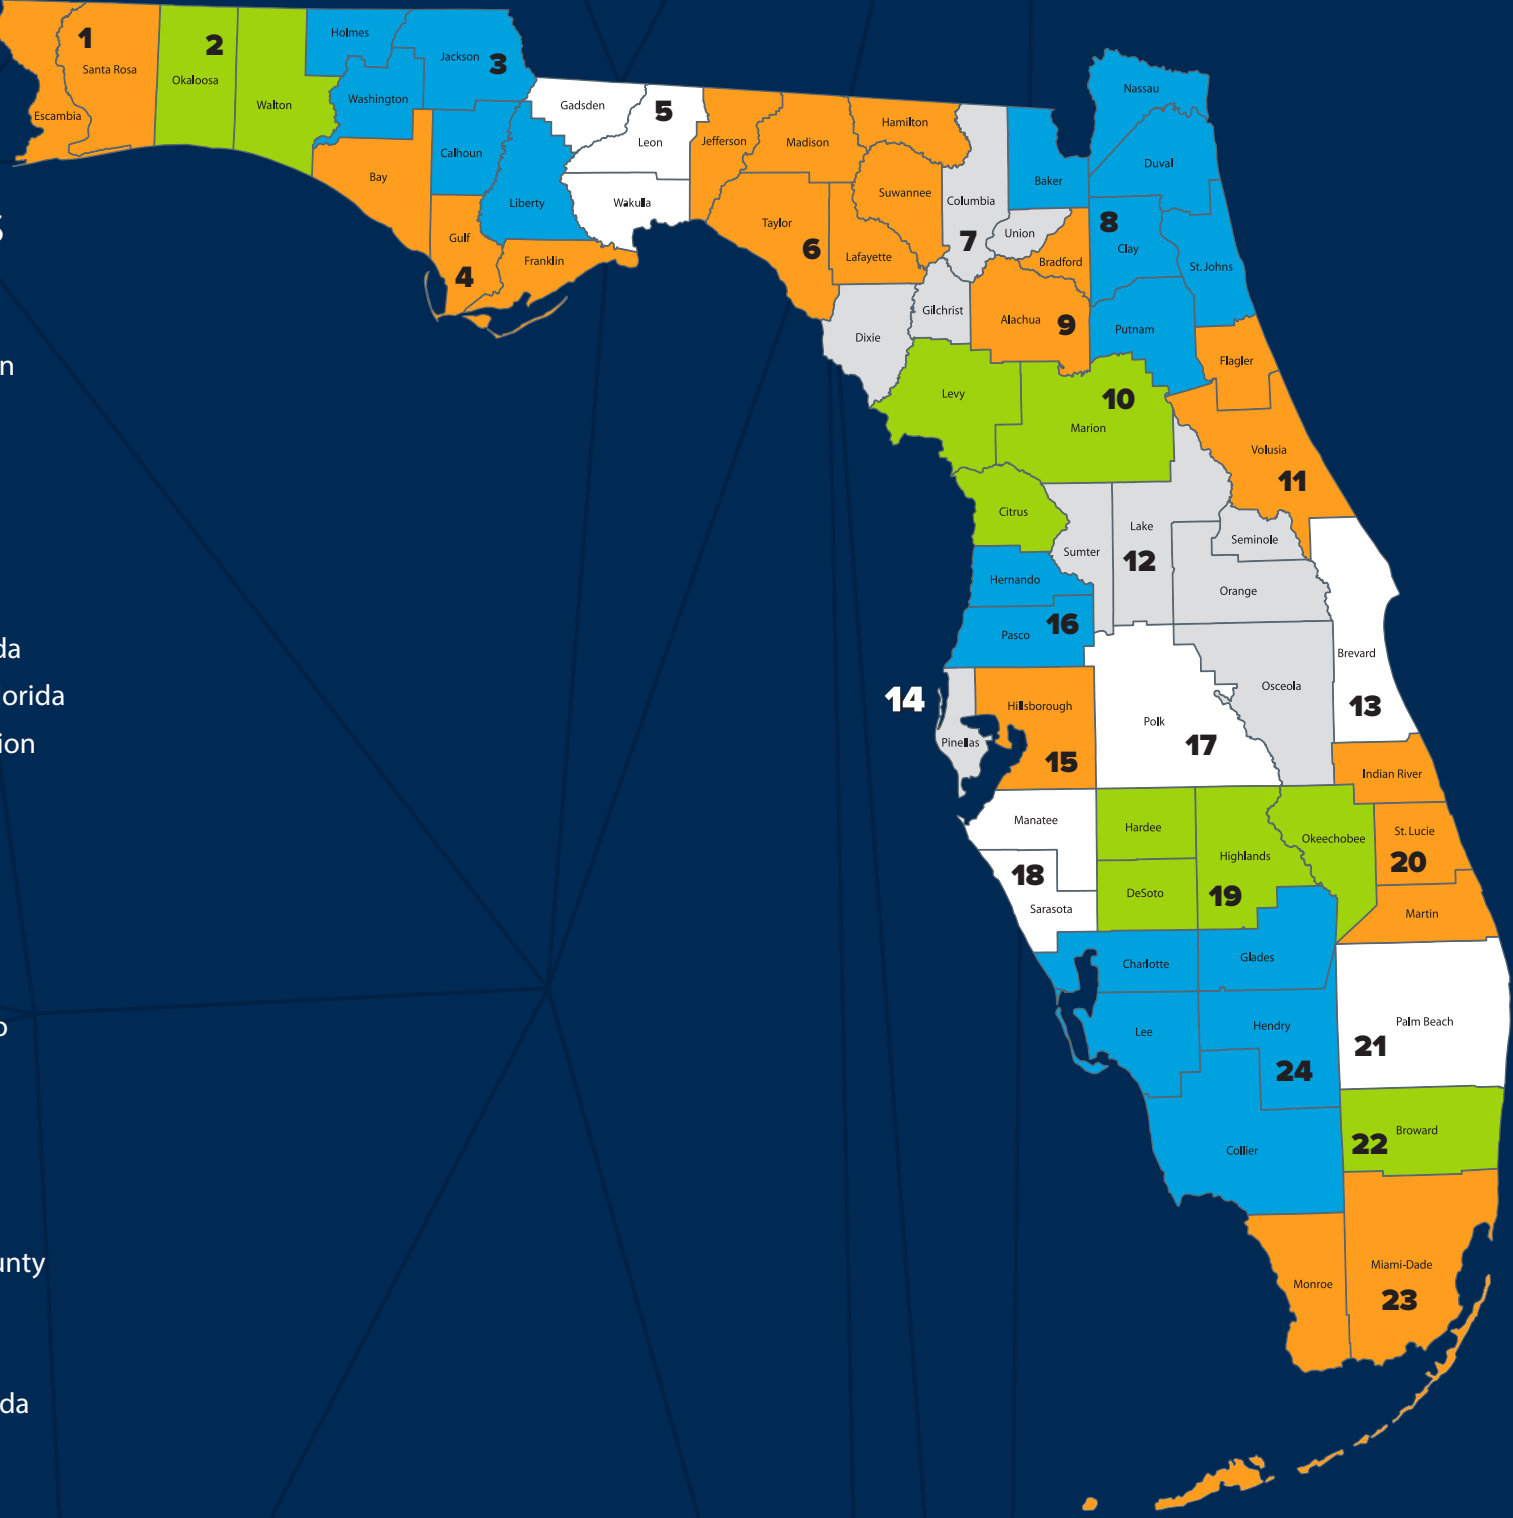 1
Santa Rosa
Escambia
2
Okaloosa
Walton
Holmes
Jackson
3
Washington
Calhoun
Liberty
Bay
Gulf
4
Franklin
Gadsden
5
Leon
Wakulla
Jefferson
Madison
Hamilton
Suwannee
Taylor
6
Lafayette
Columbia
7
Union
Gilchrist
Dixie
Nassau
Duval
Baker
8
Clay
St. Johns
Putnam
Bradford
Alachua
9
Levy
10
Marion
Citrus
Flagler
Volusia
11
Sumter
Lake
12
Seminole
Orange
Osceola
Brevard
13
Hernando
Pasco
16
14
Pinellas
Hillsborough
15
Polk
17
Manatee
18
Sarasota
Hardee
DeSoto
Highlands
19
Okeechobee
Indian River
St. Lucie
20
Martin
Charlotte
Glades
Lee
Hendry
24
Collier
Palm Beach
21
Broward
22
Miami-Dade
23
Monroe
n
da
orida
ion
unty
da